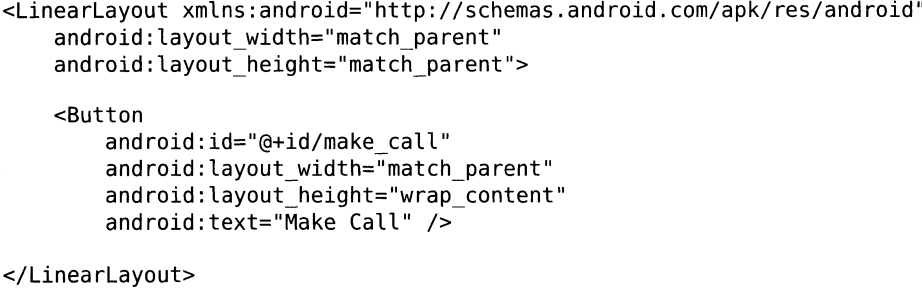 <LinearLayout xmlns:android="http://schemas.android.com/apk/res/android"
    android:layout_width="match_parent"
    android:layout_height="match_parent">

    <Button
        android:id="@+id/make_call"
        android:layout_width="match_parent"
        android:layout_height="wrap_content"
        android:text="Make Call" />

</LinearLayout>